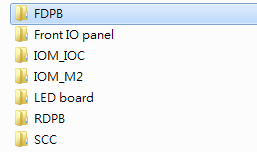 FDPB
Front IO panel
IOM_IOC
IOM_M2
LED board
RDPB
SCC